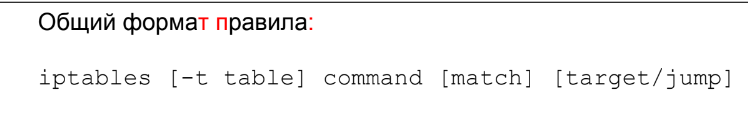 Общий формат правила:
iptables [-t table] command [match] [target/jump]